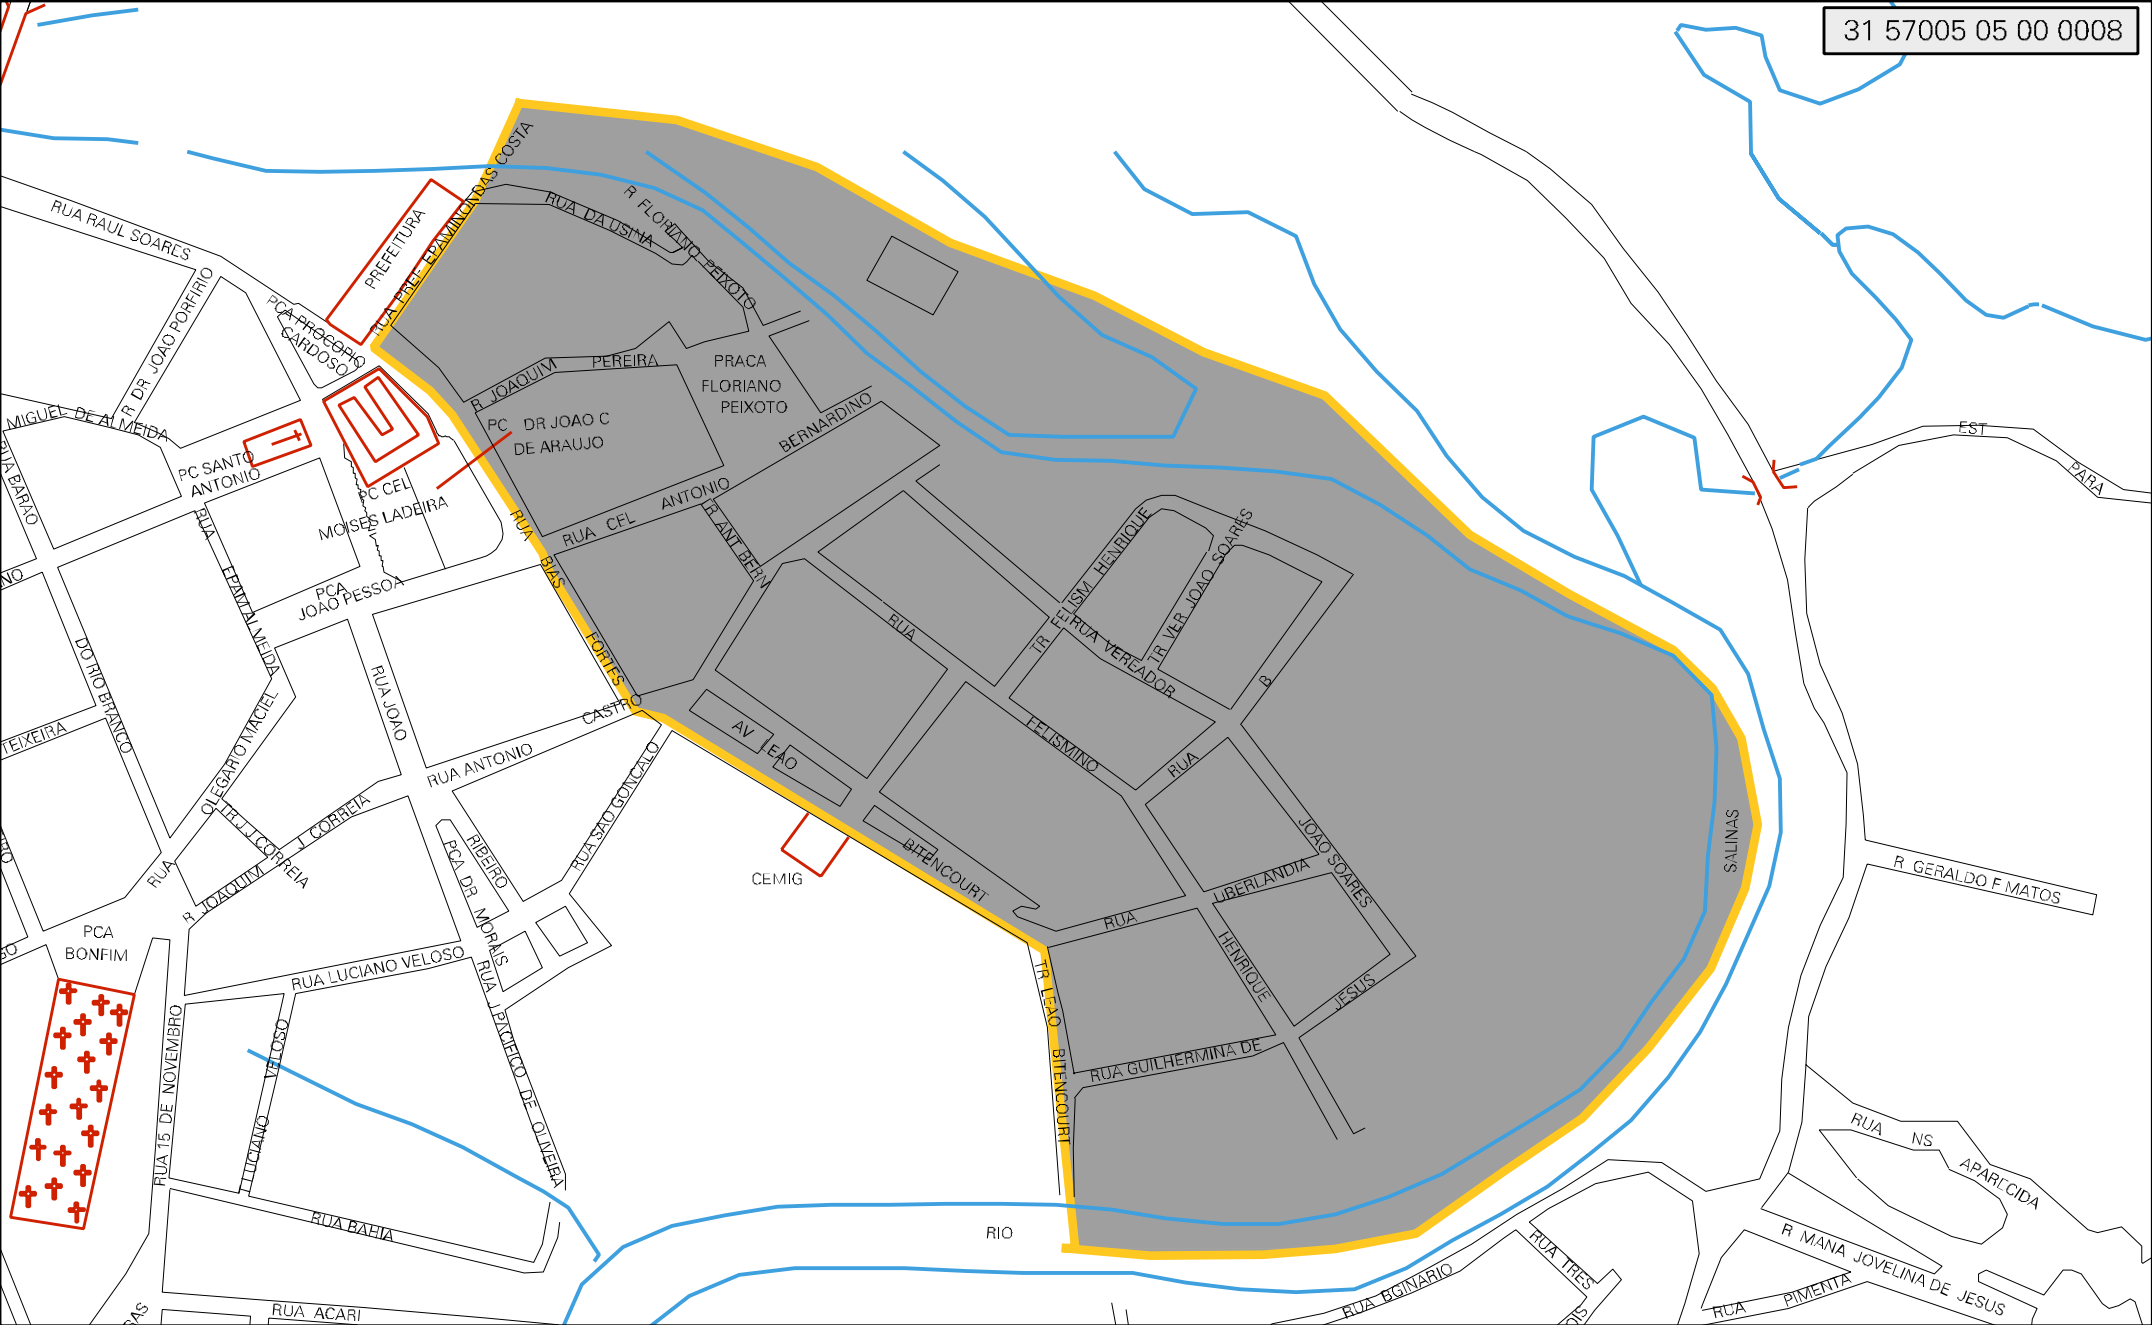 31 57005 05 00 0008
RUA PREF EPAMINONDAS COSTA
RUA RAUL SOARES
PREFEITURA
RUA DA USINA
R FLORIANO PEIXOTO
R DR JOAO PORFIRIO
PCA PROCOPIO
CARDOSO
R JOAQUIM PEREIRA
PRACA
FLORIANO
PEIXOTO
MIGUEL DE ALMEIDA
PC DR JOAO C
DE ARAUJO
BERNARDINO
RUA CEL ANTONIO
PC SANTO
ANTONIO
PC CEL
MOISES LADEIRA
RUA BARAO
DO RIO BRANCO
RUA EPAM ALMEIDA
PCA
JOAO PESSOA
RUA BIAS FORTES
R ANT BERN
EST
PARA
TR FELISM HENRIQUE
TR VER JOAO SOARES
RUA VEREADOR
B
RUA FELISMINO
HENRIQUE
RUA
JOAO SOARES
RUA UBERLANDIA
JESUS
RUA GUILHERMINA DE
SALINAS
AV LEAO
BITENCOURT
CEMIG
CASTRO
RUA ANTONIO
RUA JOAO
RIBEIRO
RUA SAO GONCALO
TEIXEIRA
NO
OLEGARIO MACIEL
RUA
TR J J CORREIA
R JOAQUIM J CORREIA
PCA DR MORAIS
PCA
BONFIM
GO
RUA LUCIANO VELOSO
RUA J PACIFICO DE OLIVEIRA
RUA 15 DE NOVEMBRO
LUCIANO VELOSO
RUA BAHIA
RUA ACARI
TR LEAO BITENCOURT
RIO
R GERALDO F MATOS
RUA NS APARECIDA
R MANA JOVELINA DE JESUS
RUA PIMENTA
RUA TRES
RUA BGINARIO